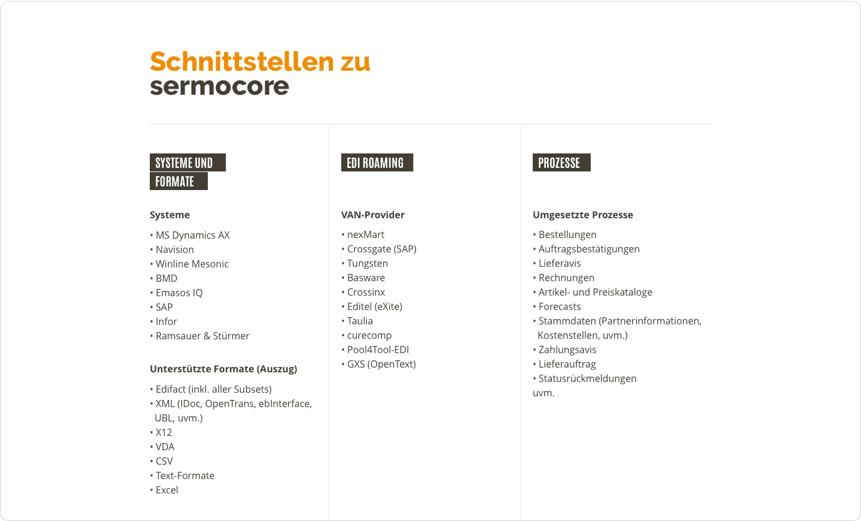 Schnittstellen zu
sermocore
SYSTEME UND
FORMATE
Systeme
• MS Dynamics AX
• Navision
• Winline Mesonic
• BMD
• Emasos IQ
• SAP
• Infor
• Ramsauer & Stürmer
Unterstützte Formate (Auszug)
• Edifact (inkl. aller Subsets)
• XML (IDoc, OpenTrans, ebInterface,
UBL, uvm.)
• X12
• VDA
• CSV
• Text-Formate
• Excel
EDI ROAMING
VAN-Provider
• nexMart
• Crossgate (SAP)
• Tungsten
• Basware
• Crossinx
• Editel (eXite)
• Taulia
• curecomp
• Pool4Tool-EDI
• GXS (OpenText)
PROZESSE
Umgesetzte Prozesse
• Bestellungen
• Auftragsbestätigungen
• Lieferavis
• Rechnungen
• Artikel- und Preiskataloge
• Forecasts
• Stammdaten (Partnerinformationen,
Kostenstellen, uvm.)
• Zahlungsavis
• Lieferauftrag
• Statusrückmeldungen
uvm.